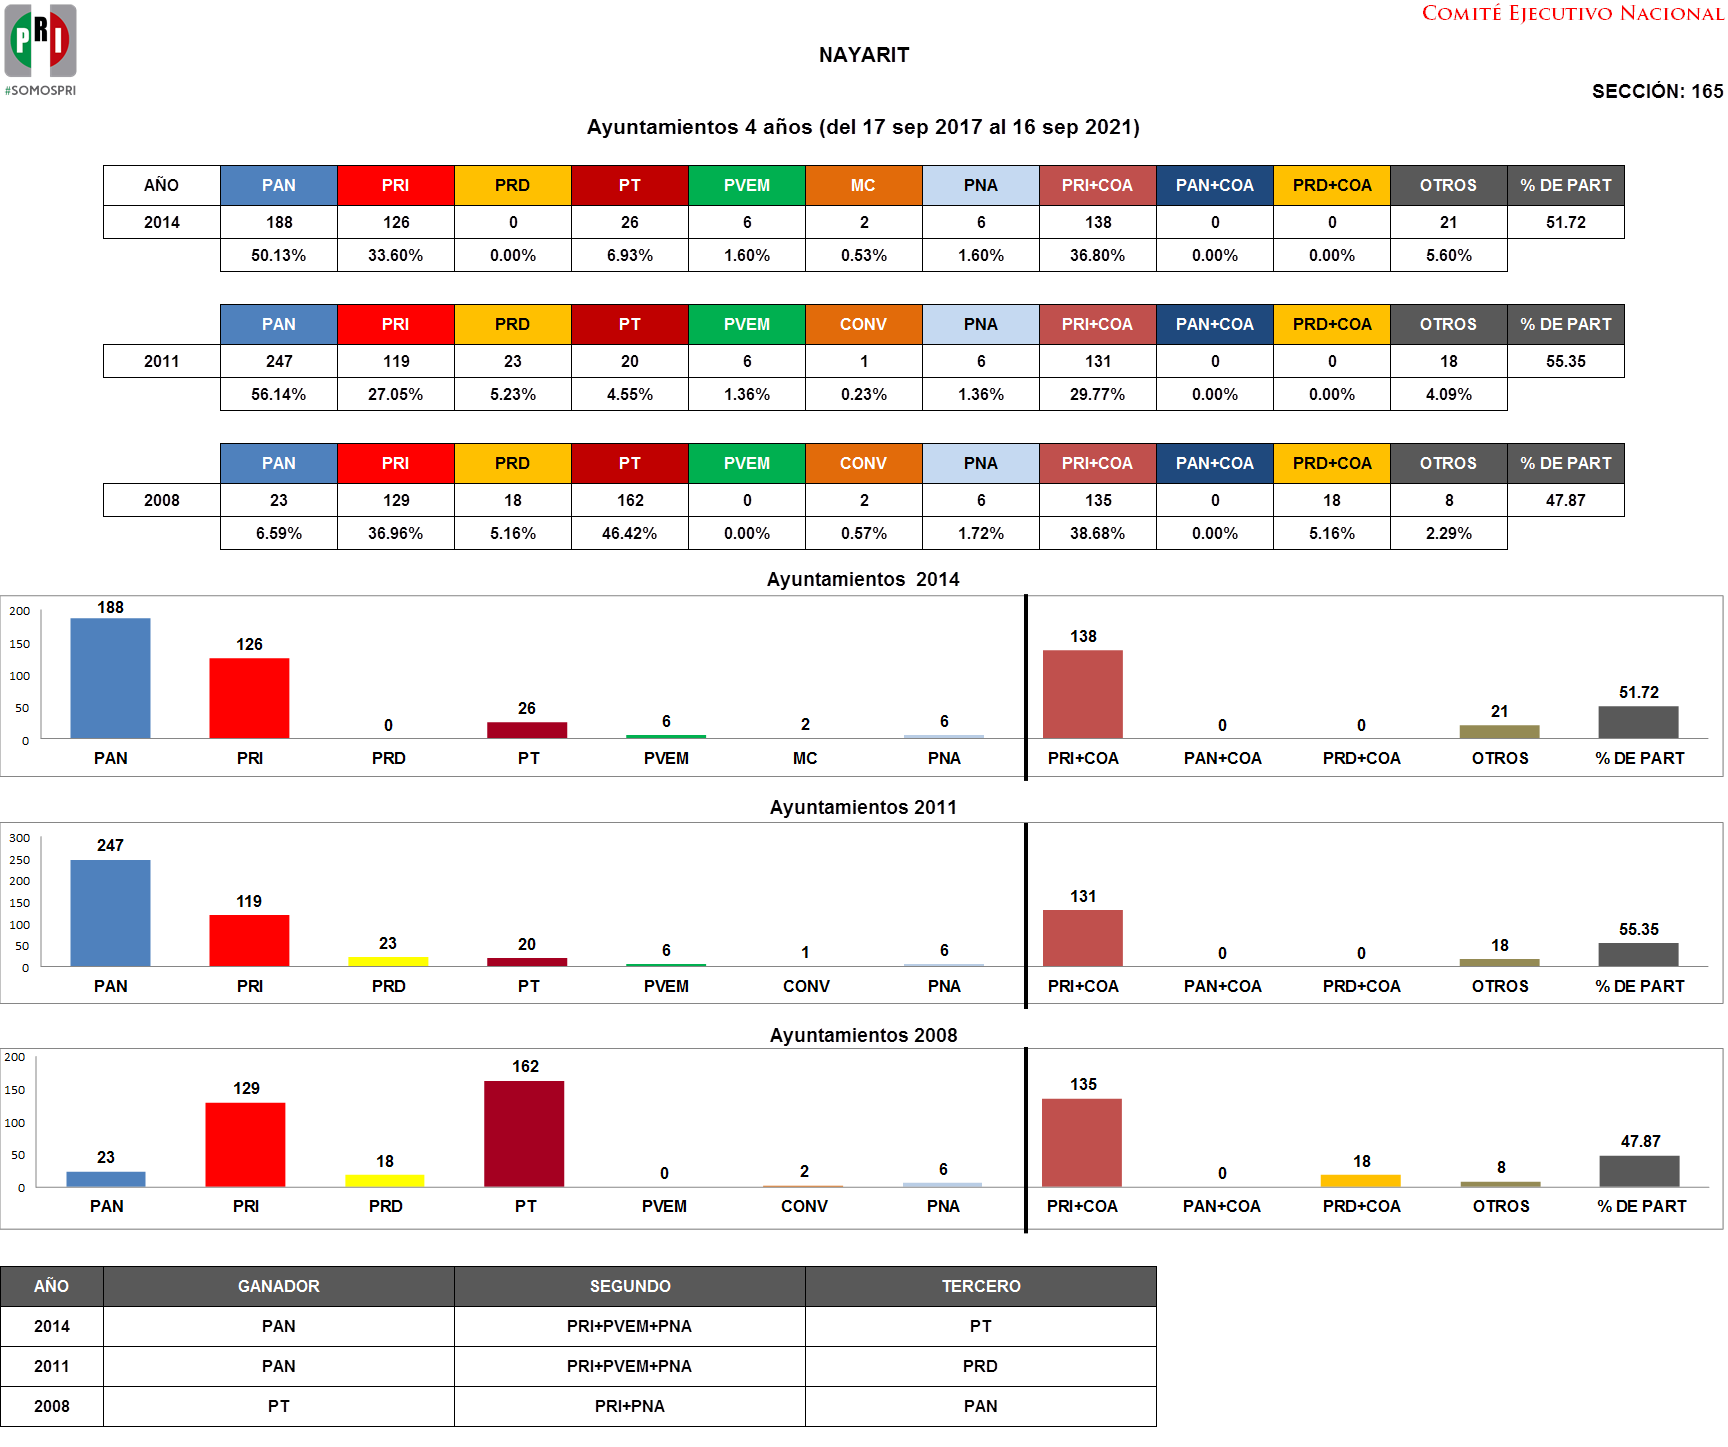 PRI
#SOMOSPRI
COMITÉ EJECUTIVO NACIONAL
NAYARIT
SECCIÓN: 165
Ayuntamientos 4 años (del 17 sep 2017 al 16 sep 2021)
AÑO PAN PRI PRD PT PVEM MC PNA PRI+COA PAN+COA PRD+COA OTROS % DE PART
2014 188 126 0 26 6 2 6 138 0 0 21 51.72
50.13% 33.60% 0.00% 6.93% 1.60% 0.53% 1.60% 36.80% 0.00% 0.00% 5.60%
PAN PRI PRD PT PVEM CONV PNA PRI+COA PAN+COA PRD+COA OTROS % DE PART
2011 247 119 23 20 6 1 6 131 0 0 18 55.35
56.14% 27.05% 5.23% 4.55% 1.36% 0.23% 1.36% 29.77% 0.00% 0.00% 4.09%
PAN PRI PRD PT PVEM CONV PNA PRI+COA PAN+COA PRD+COA OTROS % DE PART
2008 23 129 18 162 0 2 6 135 0 18 8 47.87
6.59% 36.96% 5.16% 46.42% 0.00% 0.57% 1.72% 38.68% 0.00% 5.16% 2.29%
Ayuntamientos 2014
200
150
100
50
0
188 126 0 26 6 2 6 138 0 0 21 51.72
PAN PRI PRD PT PVEM MC PNA PRI+COA PAN+COA PRD+COA OTROS % DE PART
Ayuntamientos 2011
300
250
200
150
100
50
0
247 119 23 20 6 1 6 131 0 0 18 55.35
PAN PRI PRD PT PVEM CONV PNA PRI+COA PAN+COA PRD+COA OTROS % DE PART
Ayuntamientos 2008
200
150
100
50
0
23 129 18 162 0 2 6 135 0 18 8 47.87
PAN PRI PRD PT PVEM CONV PNA PRI+COA PAN+COA PRD+COA OTROS % DE PART
AÑO GANADOR SEGUNDO TERCERO
2014 PAN PRI+PVEM+PNA PT
2011 PAN PRI+PVEM+PNA PRD
2008 PT PRI+PNA PAN